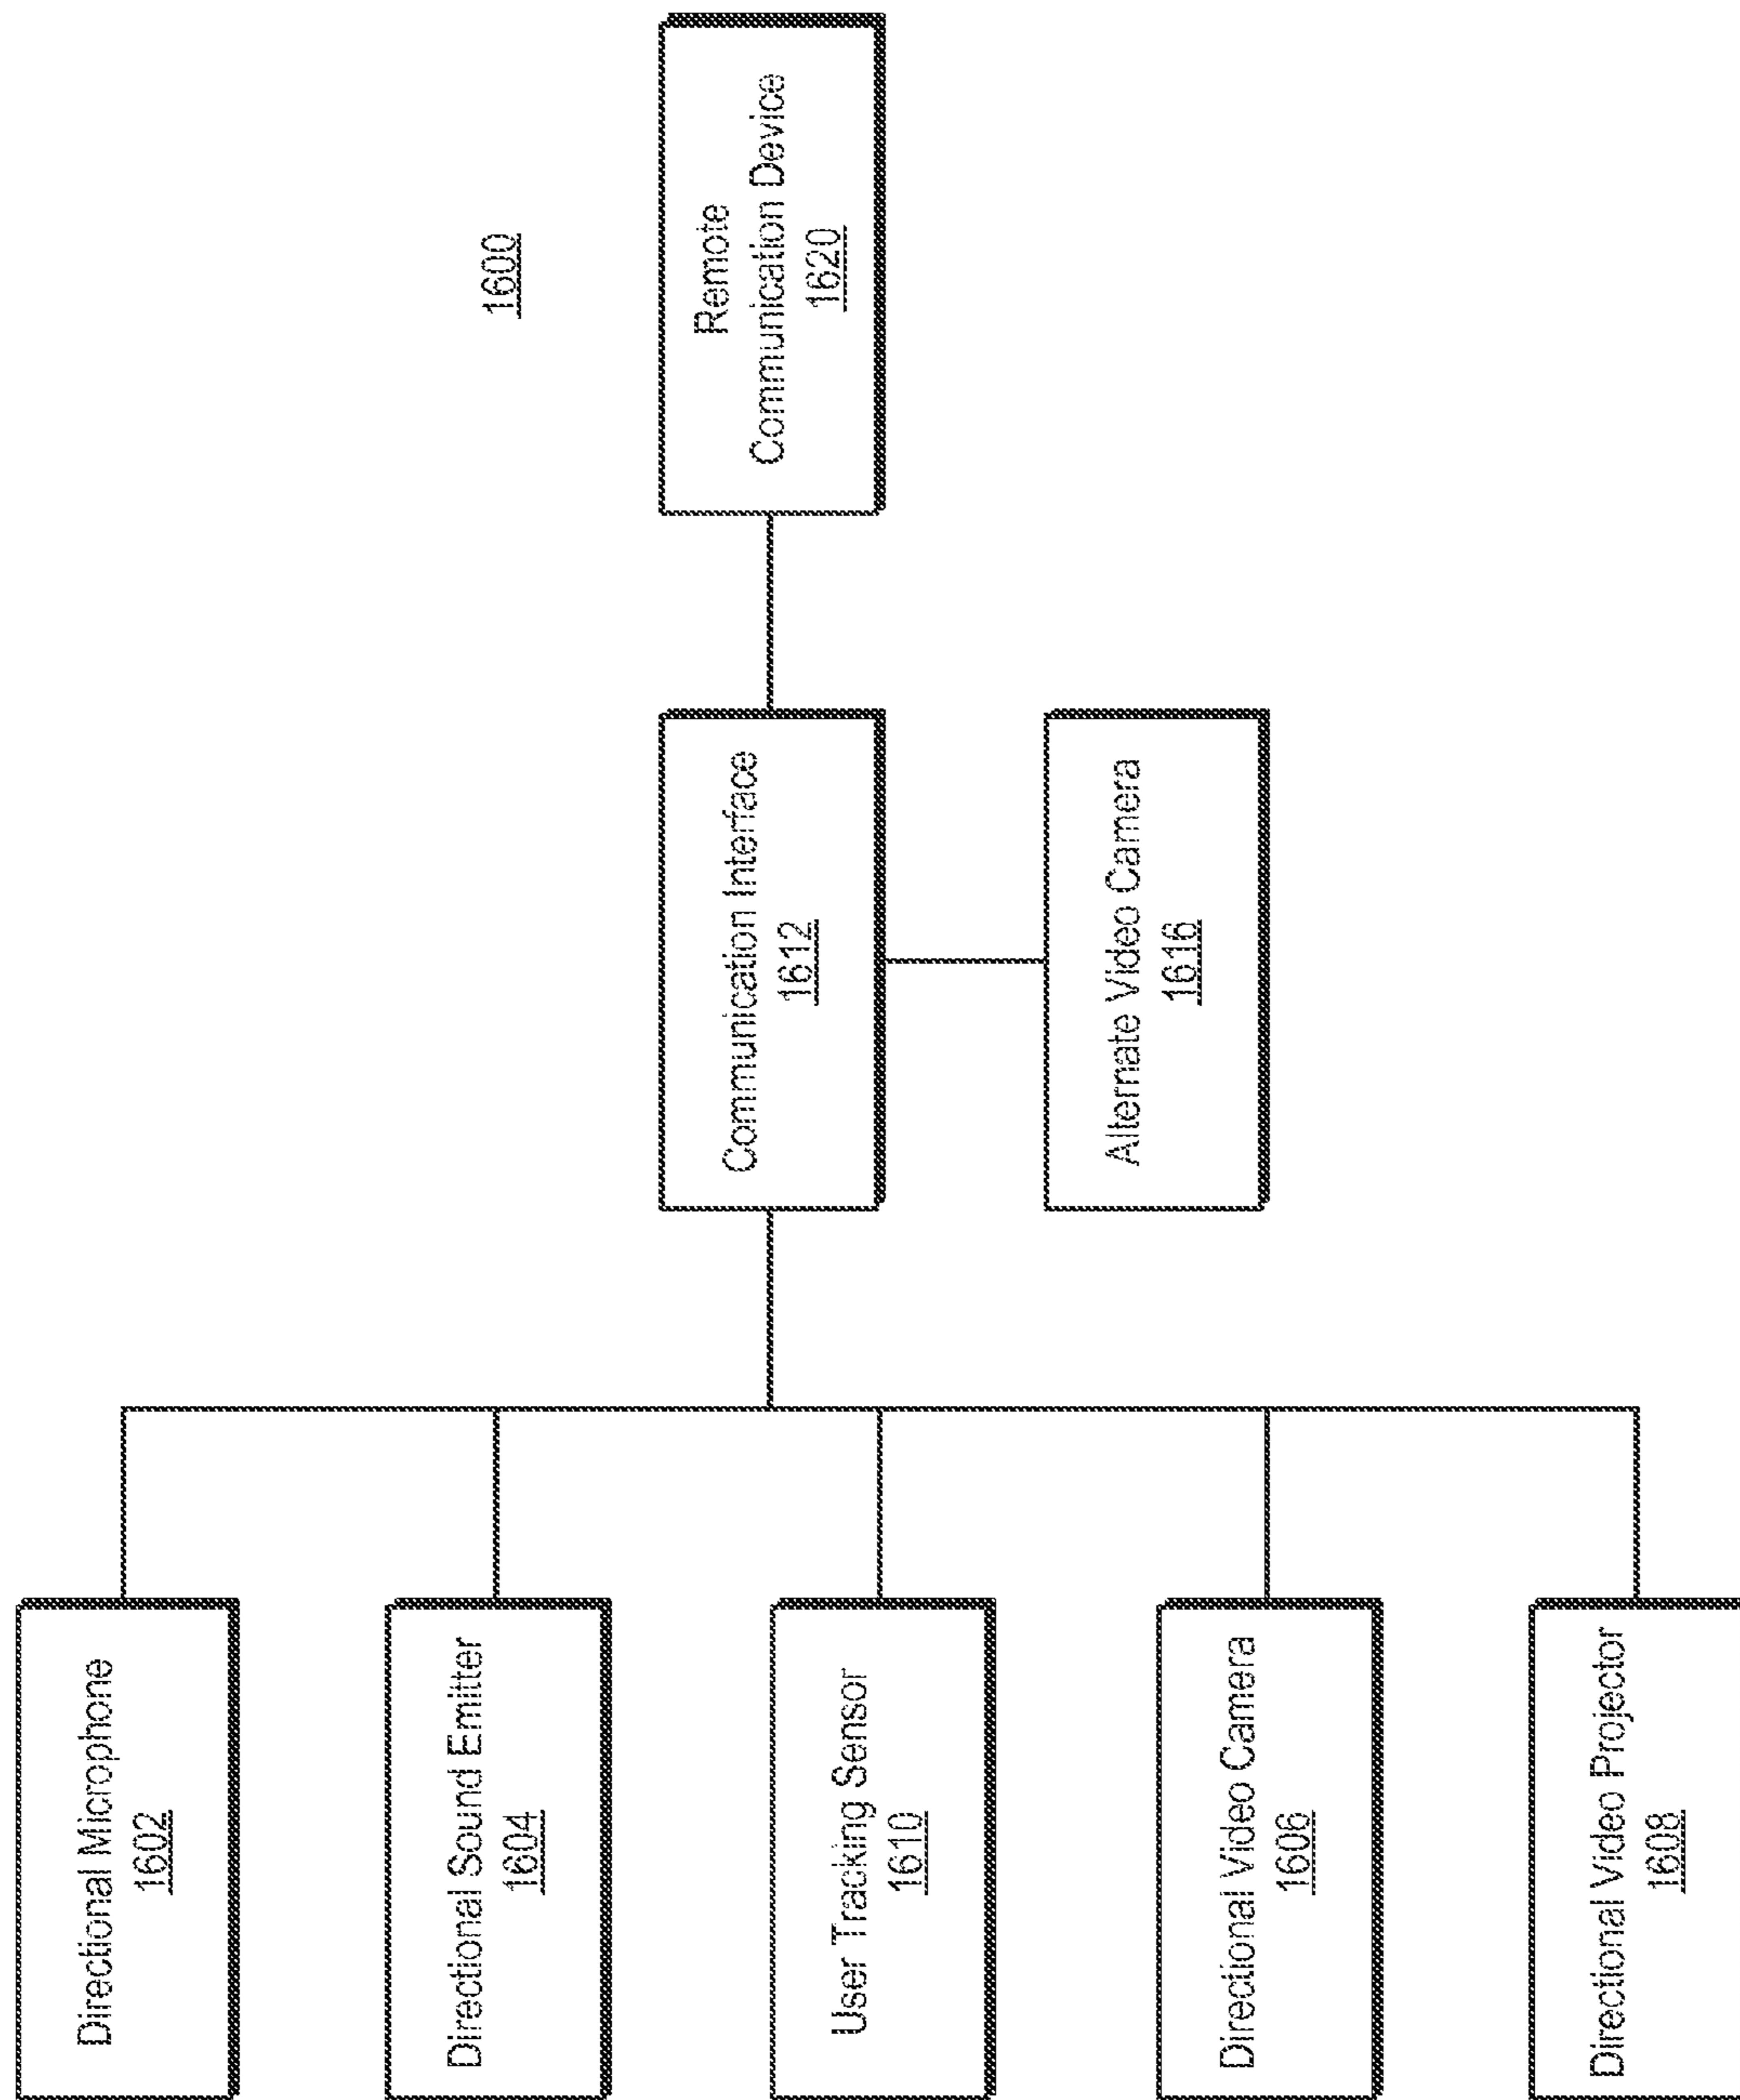 1600
Directional Microphone
1602
Directional Sound Emitter
1604
User Tracking Sensor
1610
Directional Video Camera
1606
Directional Video Projector
1608
Communication Interface
1612
Alternate Video Camera
1616
Remote
Communication Device
1620